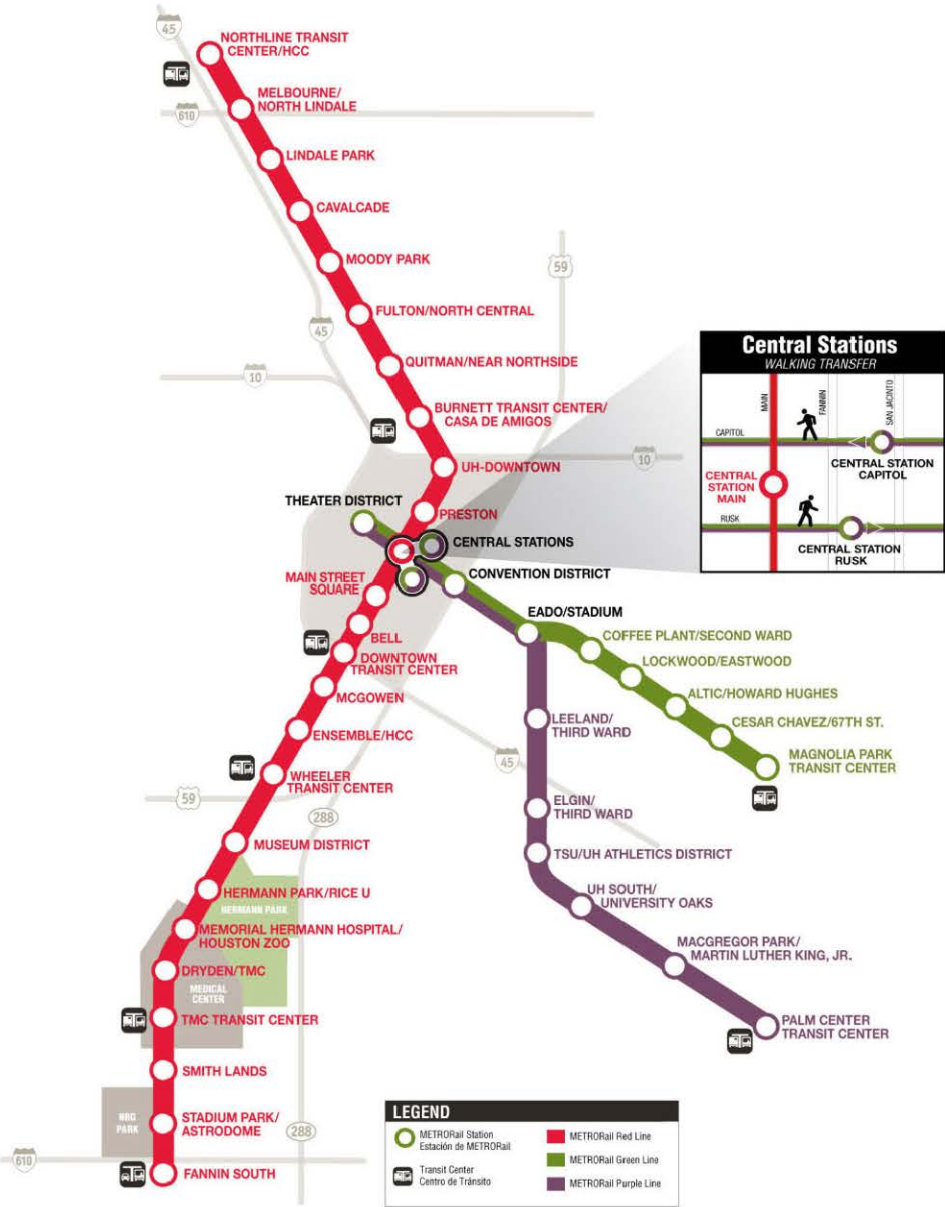 45
NORTHLINE TRANSIT
CENTER/HCC
MELBOURNE/
NORTH LINDALE
610
LINDALE PARK
CAVALCADE
MOODY PARK
59
FULTON/NORTH CENTRAL
45
QUITMAN/NEAR NORTHSIDE
10
BURNETT TRANSIT CENTER/
CASA DE AMIGOS
UH-DOWNTOWN
10
THEATER DISTRICT
PRESTON
CENTRAL STATIONS
CONVENTION DISTRICT
MAIN STREET
SQUARE
EADO/STADIUM
BELL
COFFEE PLANT/SECOND WARD
DOWNTOWN
TRANSIT CENTER
LOCKWOOD/EASTWOOD
MCGOWEN
ALTIC/HOWARD HUGHES
LEELAND/
THIRD WARD
CESAR CHAVEZ/67TH ST.
ENSEMBLE/HCC
MAGNOLIA PARK
TRANSIT CENTER
45
WHEELER
TRANSIT CENTER
59
288
ELGIN/
THIRD WARD
MUSEUM DISTRICT
TSU/UH ATHLETICS DISTRICT
HERMANN PARK/RICE U
UH SOUTH/
UNIVERSITY OAKS
HERMANN PARK
MEMORIAL HERMANN HOSPITAL/
HOUSTON ZOO
MACGREGOR PARK/
MARTIN LUTHER KING, JR.
DRYDEN/TMC
MEDICAL
CENTER
TMC TRANSIT CENTER
PALM CENTER
TRANSIT CENTER
SMITH LANDS
NRG
PARK
STADIUM PARK/
ASTRODOME
288
610
FANNIN SOUTH
Central Stations
WALKING TRANSFER
MAIN
FANNIN
SAN JACINTO
CAPITOL
CENTRAL STATION
CAPITOL
CENTRAL
STATION
MAIN
RUSK
CENTRAL STATION
RUSK
LEGEND
METRORail Station
Estación de METRORail
Transit Center
Centro de Tránsito
METRORail Red Line
METRORail Green Line
METRORail Purple Line